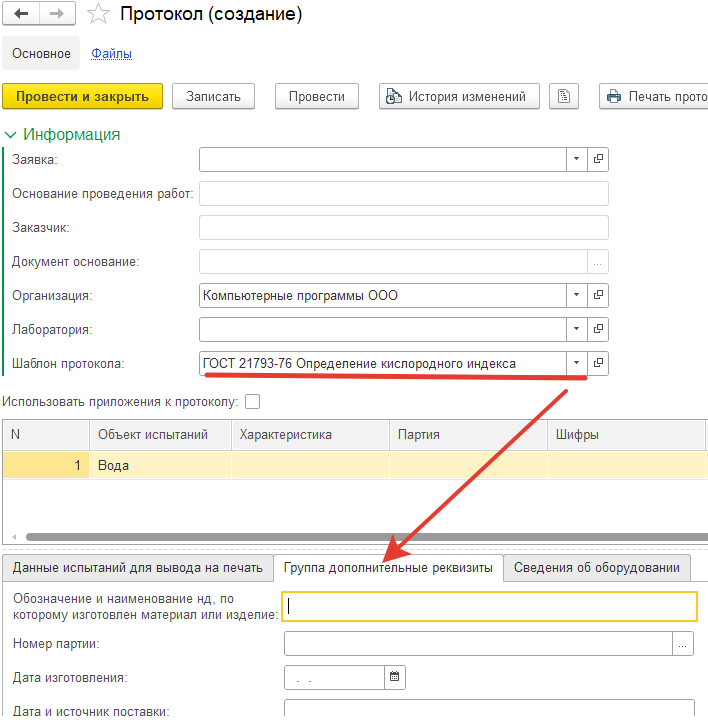 Протокол (создание)
Основное Файлы
Провести и закрыть Записать Провести История изменений Печать прото
Информация
Заявка:
Основание проведения работ:
Заказчик:
Документ основание: ...
Организация: Компьютерные программы ООО
Лаборатория:
Шаблон протокола: ГОСТ 21793-76 Определение кислородного индекса
Использовать приложения к протоколу:
N Объект испытаний Характеристика Партия Шифры
1 Вода
Данные испытаний для вывода на печать Группа дополнительные реквизиты Сведения об оборудовании
Обозначение и наименование нд, по
которому изготовлен материал или изделие:
Номер партии: ...
Дата изготовления: . .
Дата и источник поставки: